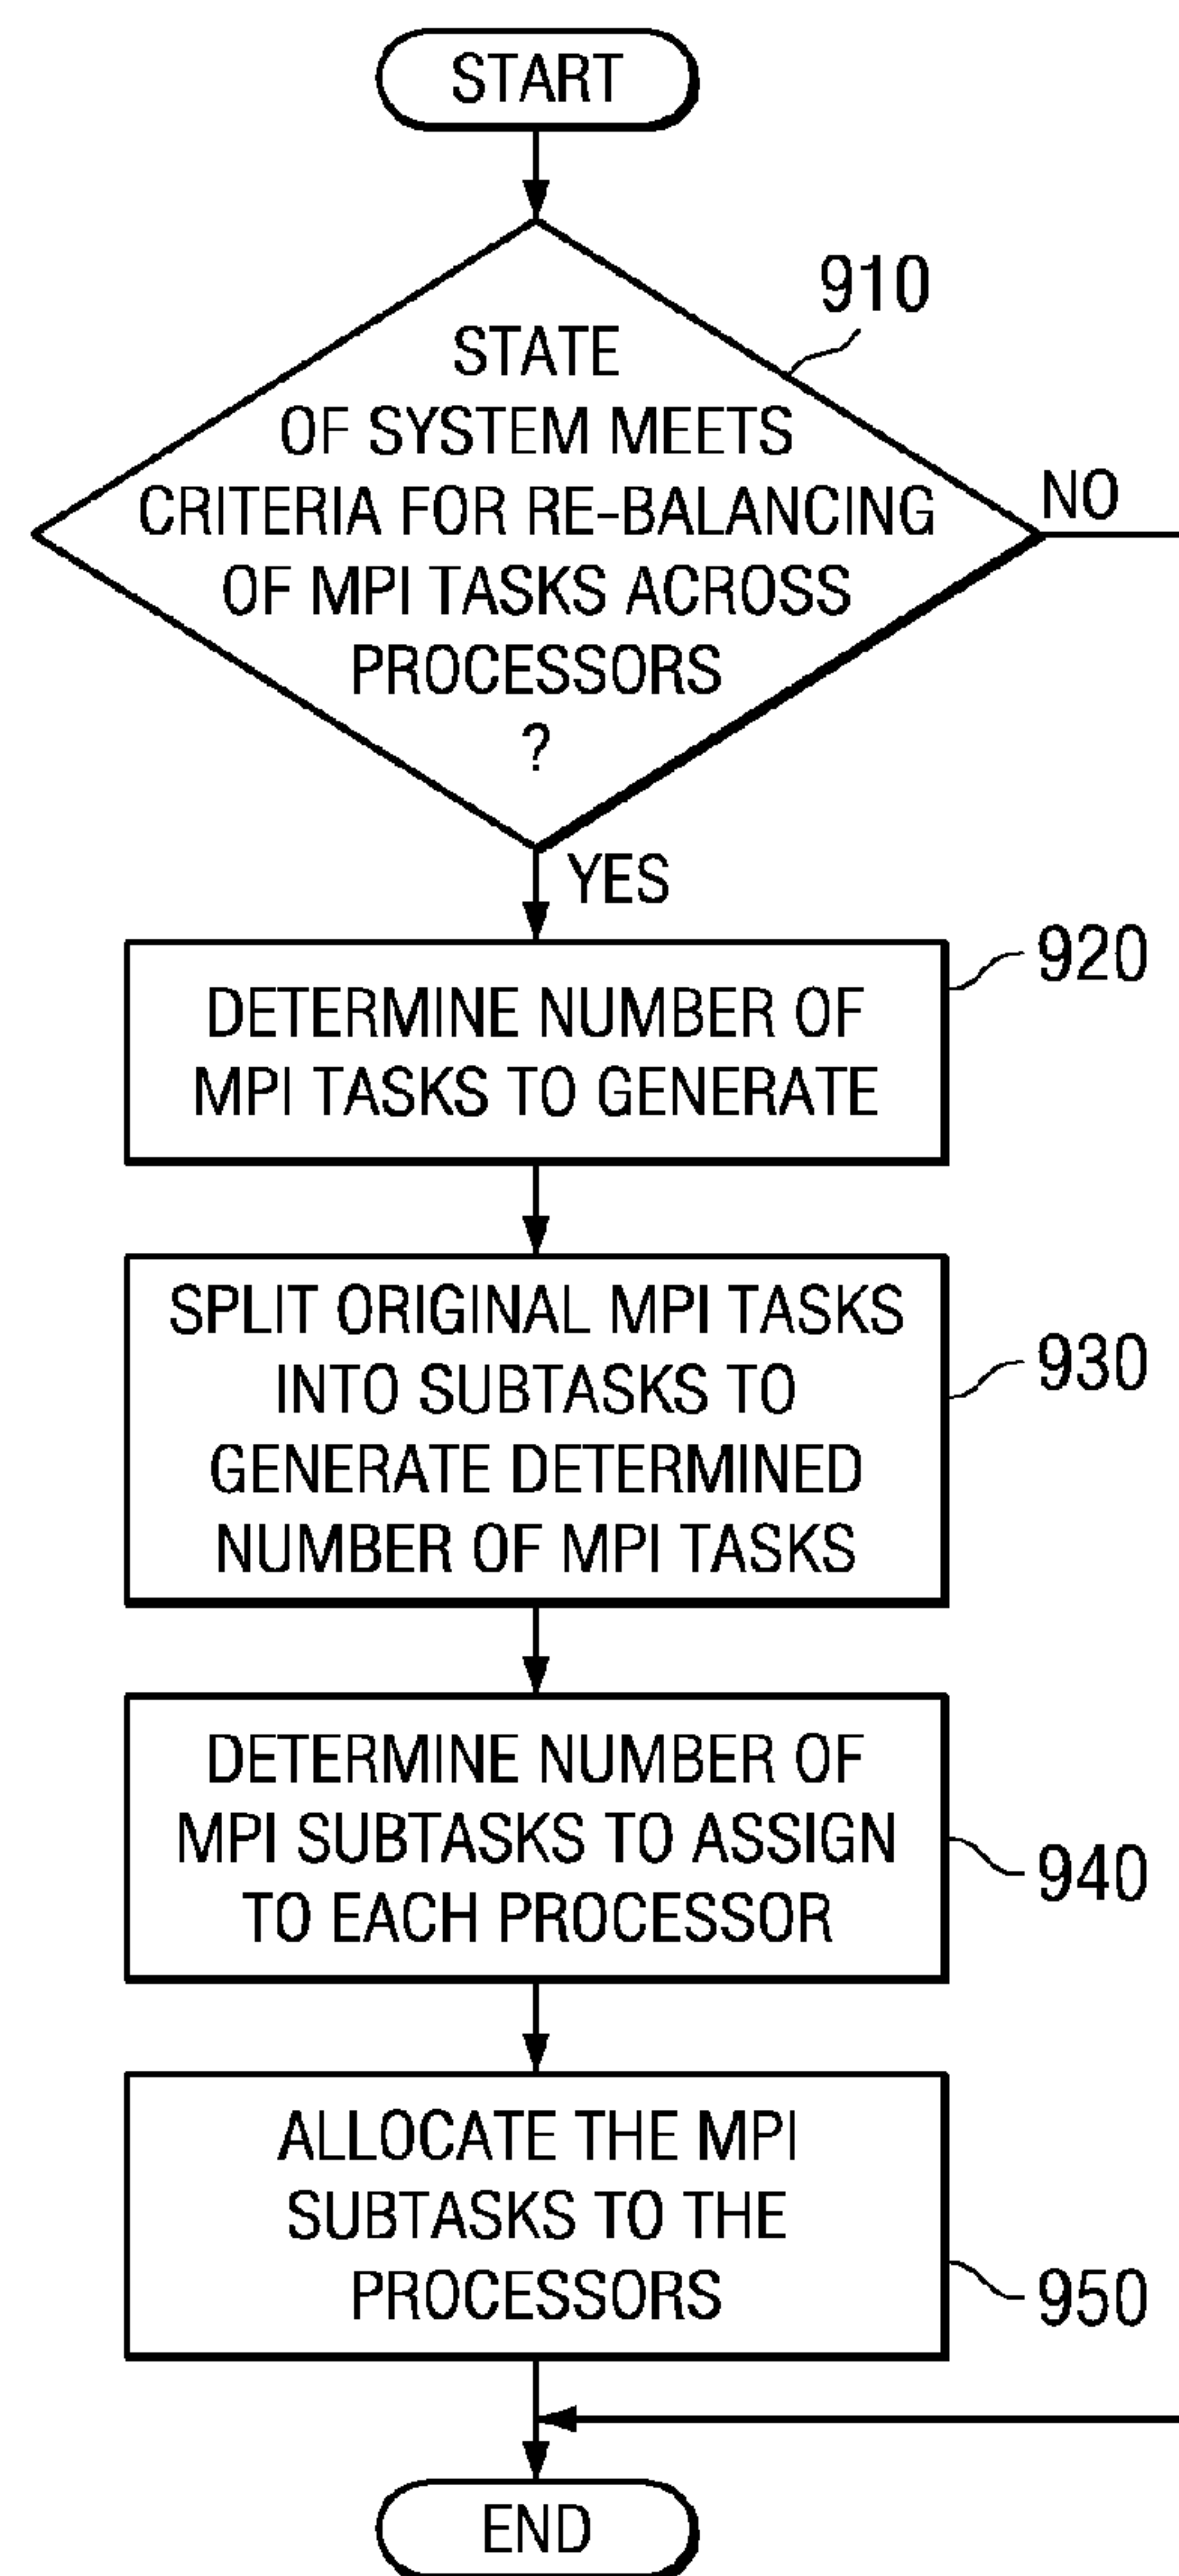 START
910
STATE
OF SYSTEM MEETS
CRITERIA FOR RE-BALANCING
OF MPI TASKS ACROSS
PROCESSORS
?
NO
YES
920
DETERMINE NUMBER OF
MPI TASKS TO GENERATE
SPLIT ORIGINAL MPI TASKS
INTO SUBTASKS TO
GENERATE DETERMINED
NUMBER OF MPI TASKS
930
DETERMINE NUMBER OF
MPI SUBTASKS TO ASSIGN
TO EACH PROCESSOR
940
ALLOCATE THE MPI
SUBTASKS TO THE
PROCESSORS
950
END